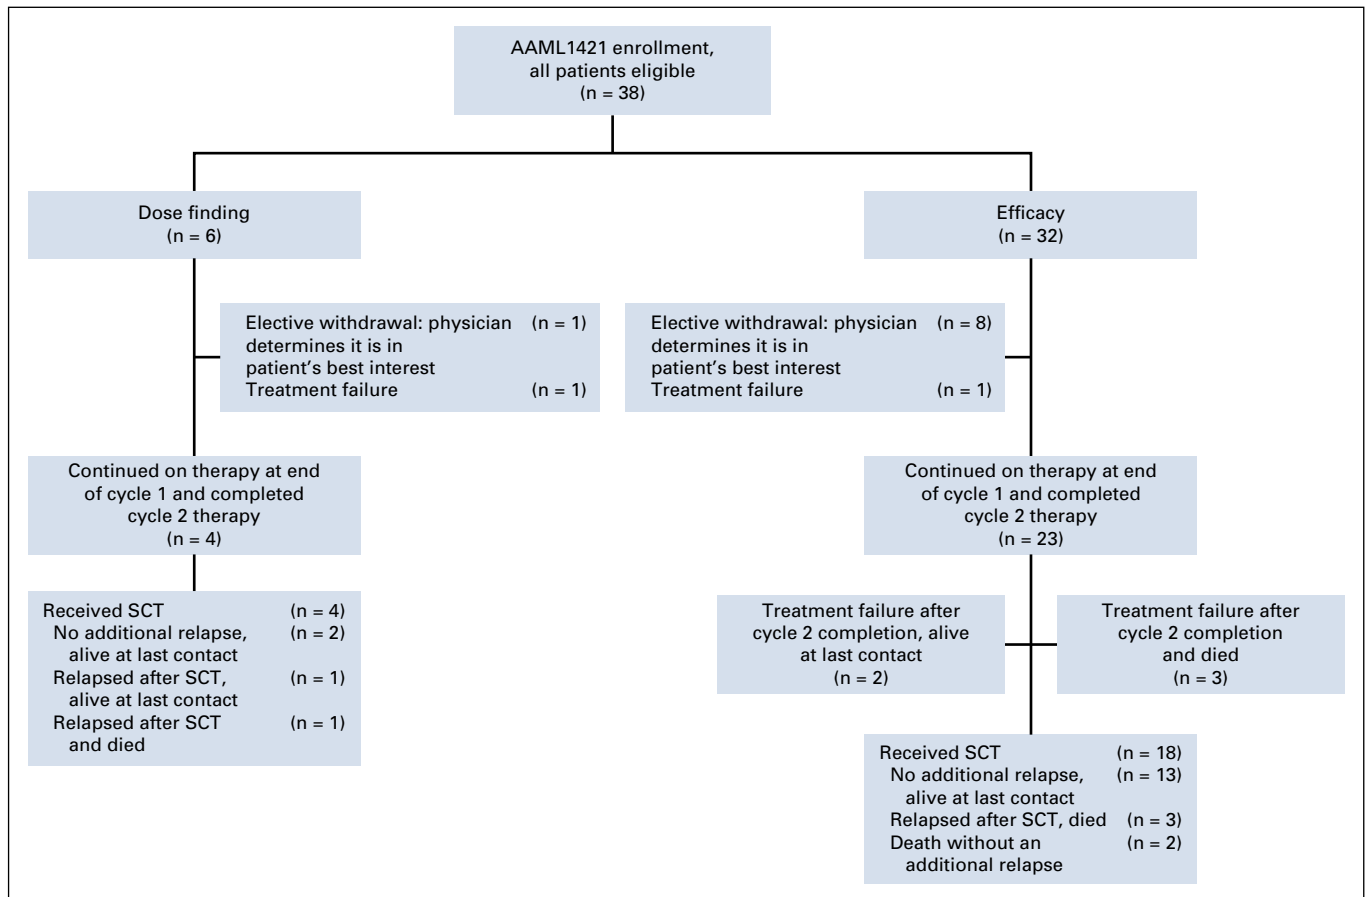 AAML1421 enrollment,
all patients eligible
(n = 38)
Dose finding
(n = 6)
Efficacy
(n = 32)
Elective withdrawal: physician (n = 1)
determines it is in
patient’s best interest
Treatment failure (n = 1)
Elective withdrawal: physician (n = 8)
determines it is in
patient’s best interest
Treatment failure (n = 1)
Continued on therapy at end
of cycle 1 and completed
cycle 2 therapy
(n = 4)
Continued on therapy at end
of cycle 1 and completed
cycle 2 therapy
(n = 23)
Received SCT (n = 4)
No additional relapse, (n = 2)
alive at last contact
Relapsed after SCT, (n = 1)
alive at last contact
Relapsed after SCT (n = 1)
and died
Treatment failure after
cycle 2 completion, alive
at last contact
(n = 2)
Treatment failure after
cycle 2 completion
and died
(n = 3)
Received SCT (n = 18)
No additional relapse, (n = 13)
alive at last contact
Relapsed after SCT, died (n = 3)
Death without an (n = 2)
additional relapse